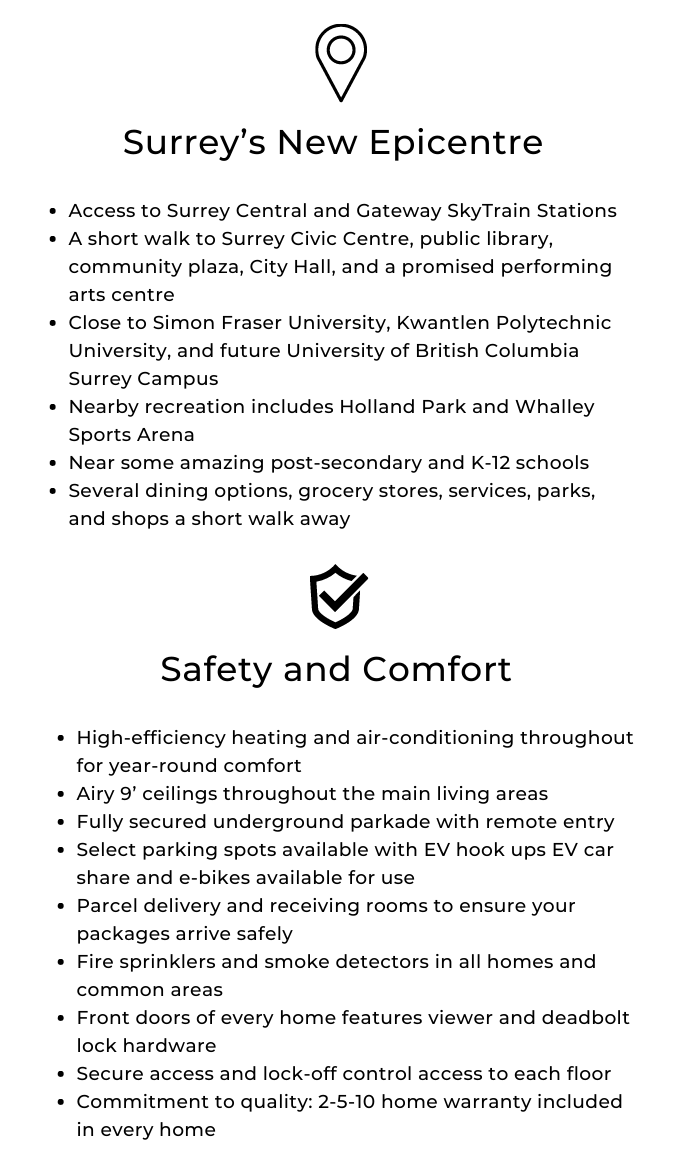 Surrey’s New Epicentre
• Access to Surrey Central and Gateway SkyTrain Stations
• A short walk to Surrey Civic Centre, public library,
community plaza, City Hall, and a promised performing
arts centre
• Close to Simon Fraser University, Kwantlen Polytechnic
University, and future University of British Columbia
Surrey Campus
• Nearby recreation includes Holland Park and Whalley
Sports Arena
• Near some amazing post-secondary and K-12 schools
• Several dining options, grocery stores, services, parks,
and shops a short walk away
Safety and Comfort
• High-efficiency heating and air-conditioning throughout
for year-round comfort
• Airy 9’ ceilings throughout the main living areas
• Fully secured underground parkade with remote entry
• Select parking spots available with EV hook ups EV car
share and e-bikes available for use
• Parcel delivery and receiving rooms to ensure your
packages arrive safely
• Fire sprinklers and smoke detectors in all homes and
common areas
• Front doors of every home features viewer and deadbolt
lock hardware
• Secure access and lock-off control access to each floor
• Commitment to quality: 2-5-10 home warranty included
in every home